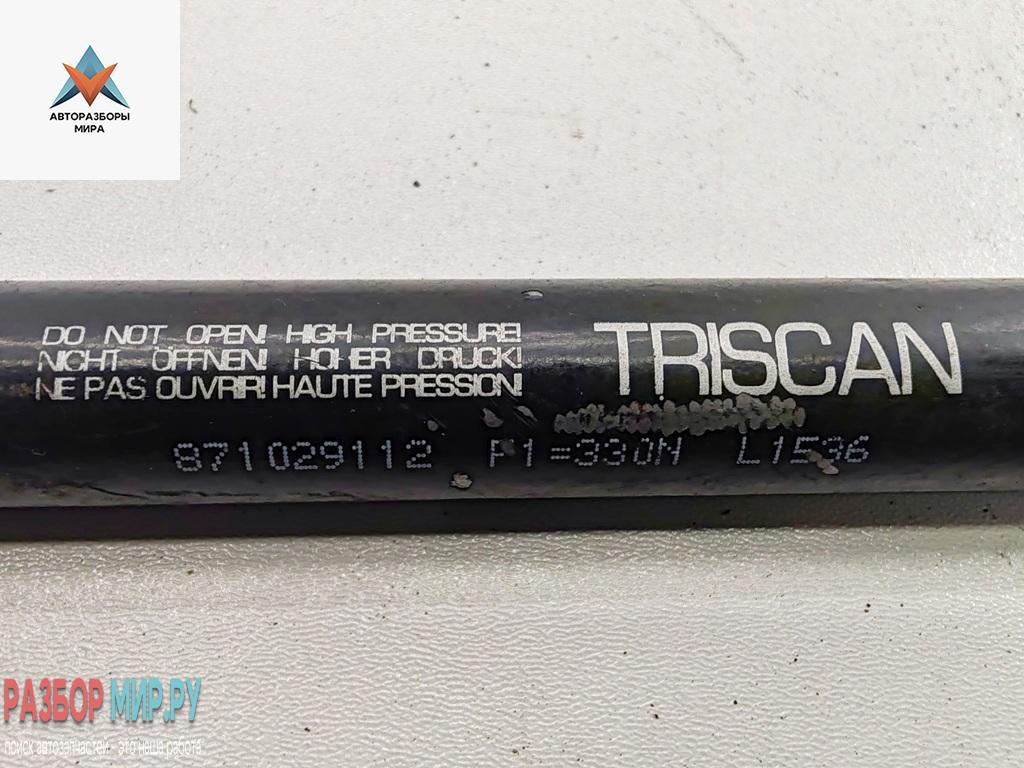 АВТОРАЗБОРЫ
МИРА
DO NOT OPEN! HIGH PRESSURE!
NICHT ÖFFNEN! HOHER DRUCK!
NE PAS OUVRIR! HAUTE PRESSION!
TRISCAN
871029112 P1=330N L1536
РАЗБОР МИР.РУ
поиск автозапчастей - это наша работа